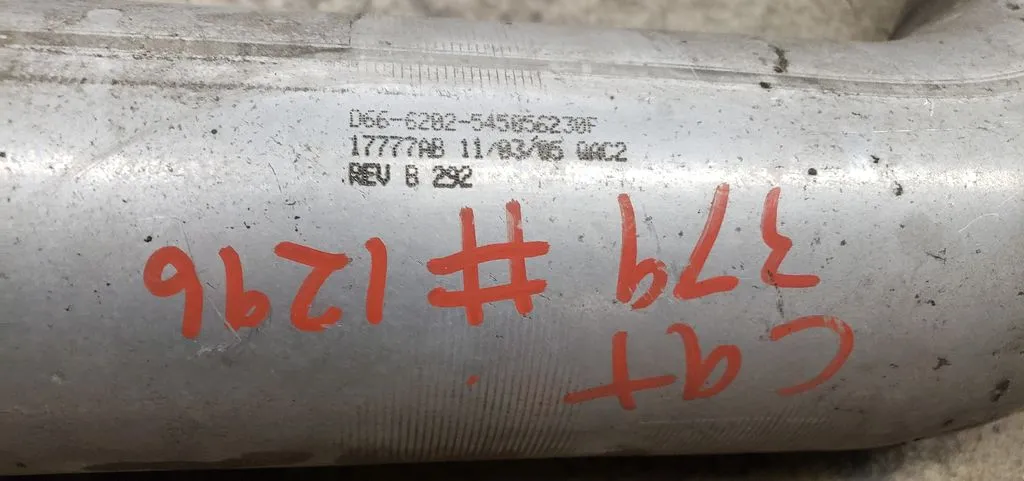 D66-6202-545056230F
17777AB 11/03/05 QAC2
REV B 292
Cat
379 #1296